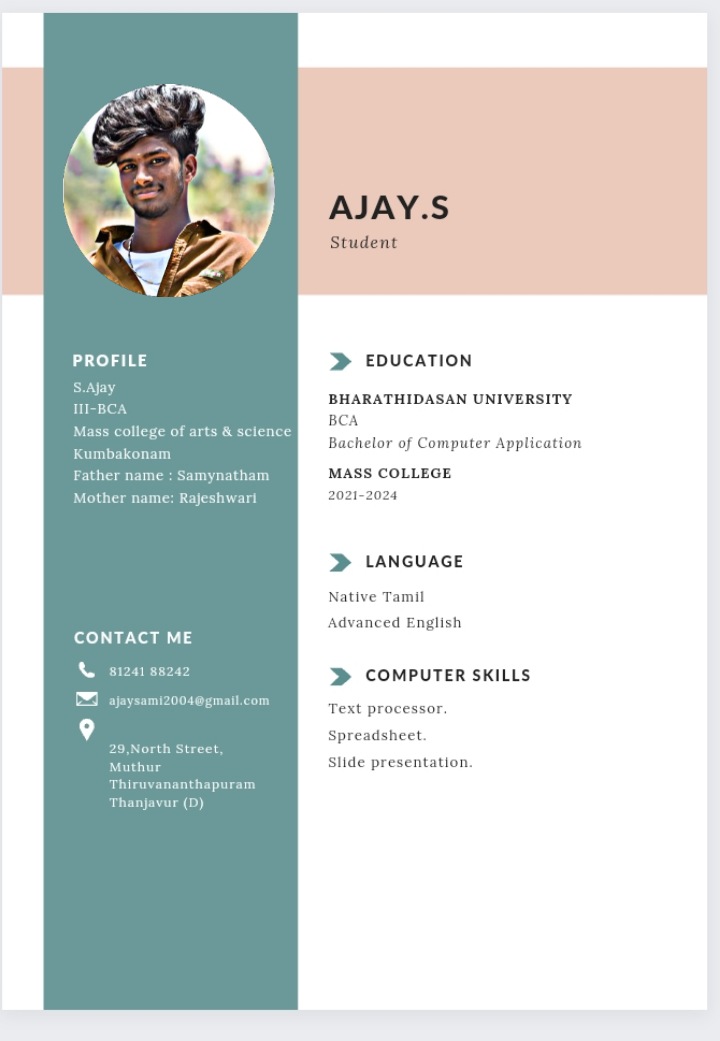 AJAY.S
Student
PROFILE
S.Ajay
III-BCA
Mass college of arts & science
Kumbakonam
Father name : Samynatham
Mother name: Rajeshwari
CONTACT ME
81241 88242
ajaysami2004@gmail.com
29,North Street,
Muthur
Thiruvananthapuram
Thanjavur (D)
EDUCATION
BHARATHIDASAN UNIVERSITY
BCA
Bachelor of Computer Application
MASS COLLEGE
2021-2024
LANGUAGE
Native Tamil
Advanced English
COMPUTER SKILLS
Text processor.
Spreadsheet.
Slide presentation.